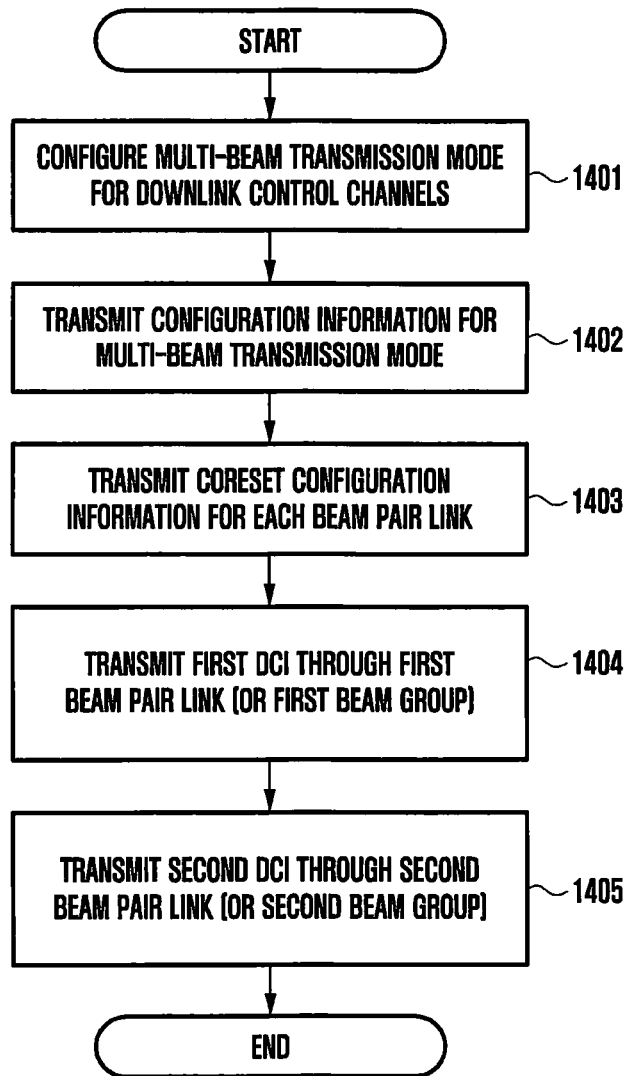 START
CONFIGURE MULTI-BEAM TRANSMISSION MODE
FOR DOWNLINK CONTROL CHANNELS
1401
TRANSMIT CONFIGURATION INFORMATION FOR
MULTI-BEAM TRANSMISSION MODE
1402
TRANSMIT CORESET CONFIGURATION
INFORMATION FOR EACH BEAM PAIR LINK
1403
TRANSMIT FIRST DCI THROUGH FIRST
BEAM PAIR LINK (OR FIRST BEAM GROUP)
1404
TRANSMIT SECOND DCI THROUGH SECOND
BEAM PAIR LINK (OR SECOND BEAM GROUP)
1405
END